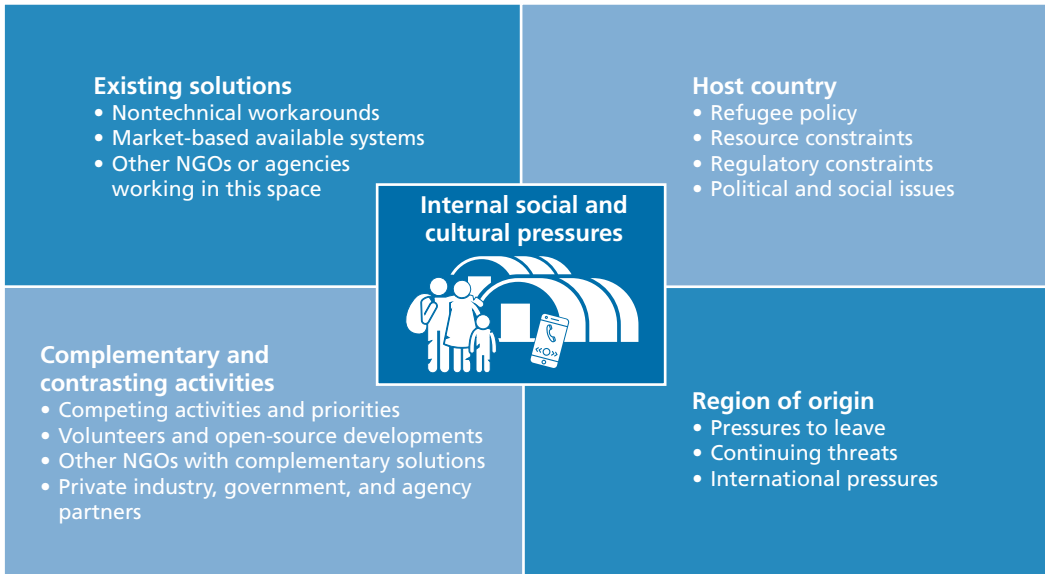 Existing solutions
• Nontechnical workarounds
• Market-based available systems
• Other NGOs or agencies
working in this space
Host country
• Refugee policy
• Resource constraints
• Regulatory constraints
• Political and social issues
Internal social and
cultural pressures
Complementary and
contrasting activities
• Competing activities and priorities
• Volunteers and open-source developments
• Other NGOs with complementary solutions
• Private industry, government, and agency
partners
Region of origin
• Pressures to leave
• Continuing threats
• International pressures